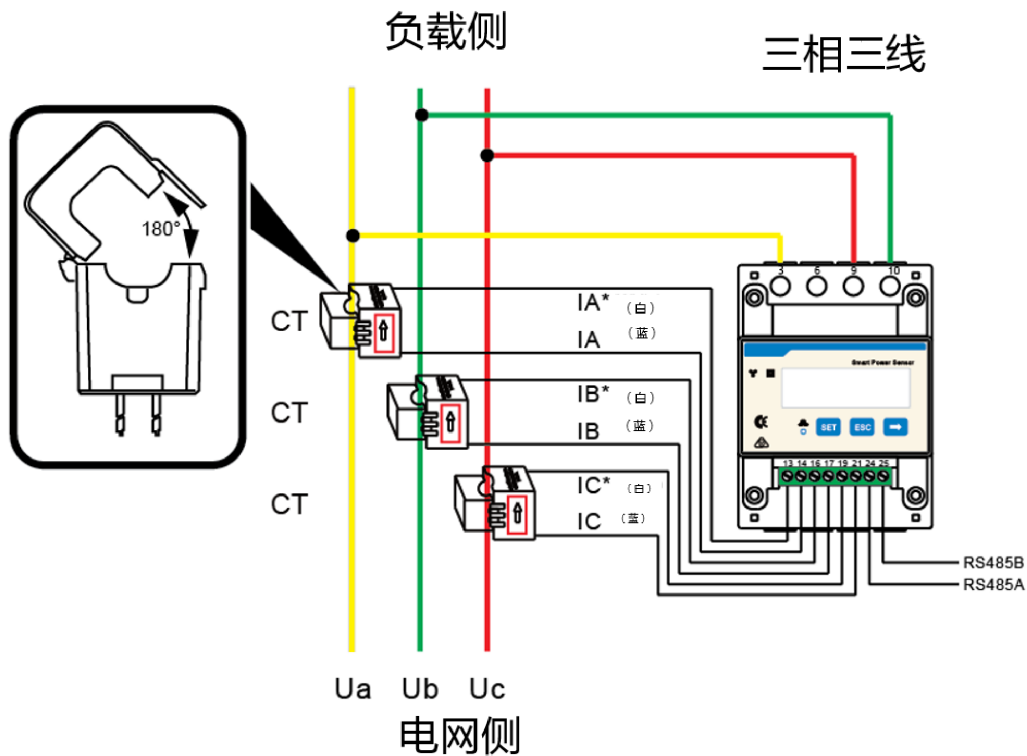 负载侧
三相三线
180°
3 6 9 10
CT
IA* (白)
IA (蓝)
Smart Power Sensor
SET ESC
CT
IB* (白)
IB (蓝)
13 14 16 17 19 21 24 25
CT
IC* (白)
IC (蓝)
RS485B
RS485A
Ua Ub Uc
电网侧